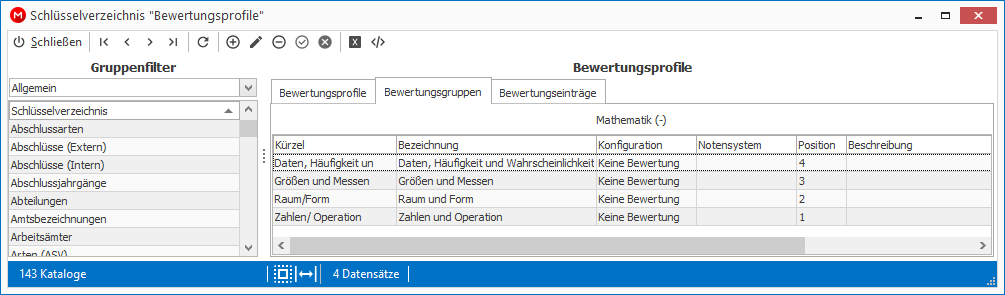 Schlüsselverzeichnis "Bewertungsprofile"
Schließen
Gruppenfilter
Allgemein
Schlüsselverzeichnis
Abschlussarten
Abschlüsse (Extern)
Abschlüsse (Intern)
Abschlussjahrgänge
Abteilungen
Amtsbezeichnungen
Arbeitsämter
Arten (ASV)
Bewertungsprofile
Bewertungsprofile Bewertungsgruppen Bewertungseinträge
Mathematik (-)
Kürzel Bezeichnung Konfiguration Notensystem Position Beschreibung
Daten, Häufigkeit un Daten, Häufigkeit und Wahrscheinlichkeit Keine Bewertung 4
Größen und Messen Größen und Messen Keine Bewertung 3
Raum/Form Raum und Form Keine Bewertung 2
Zahlen/ Operation Zahlen und Operation Keine Bewertung 1
143 Kataloge 4 Datensätze